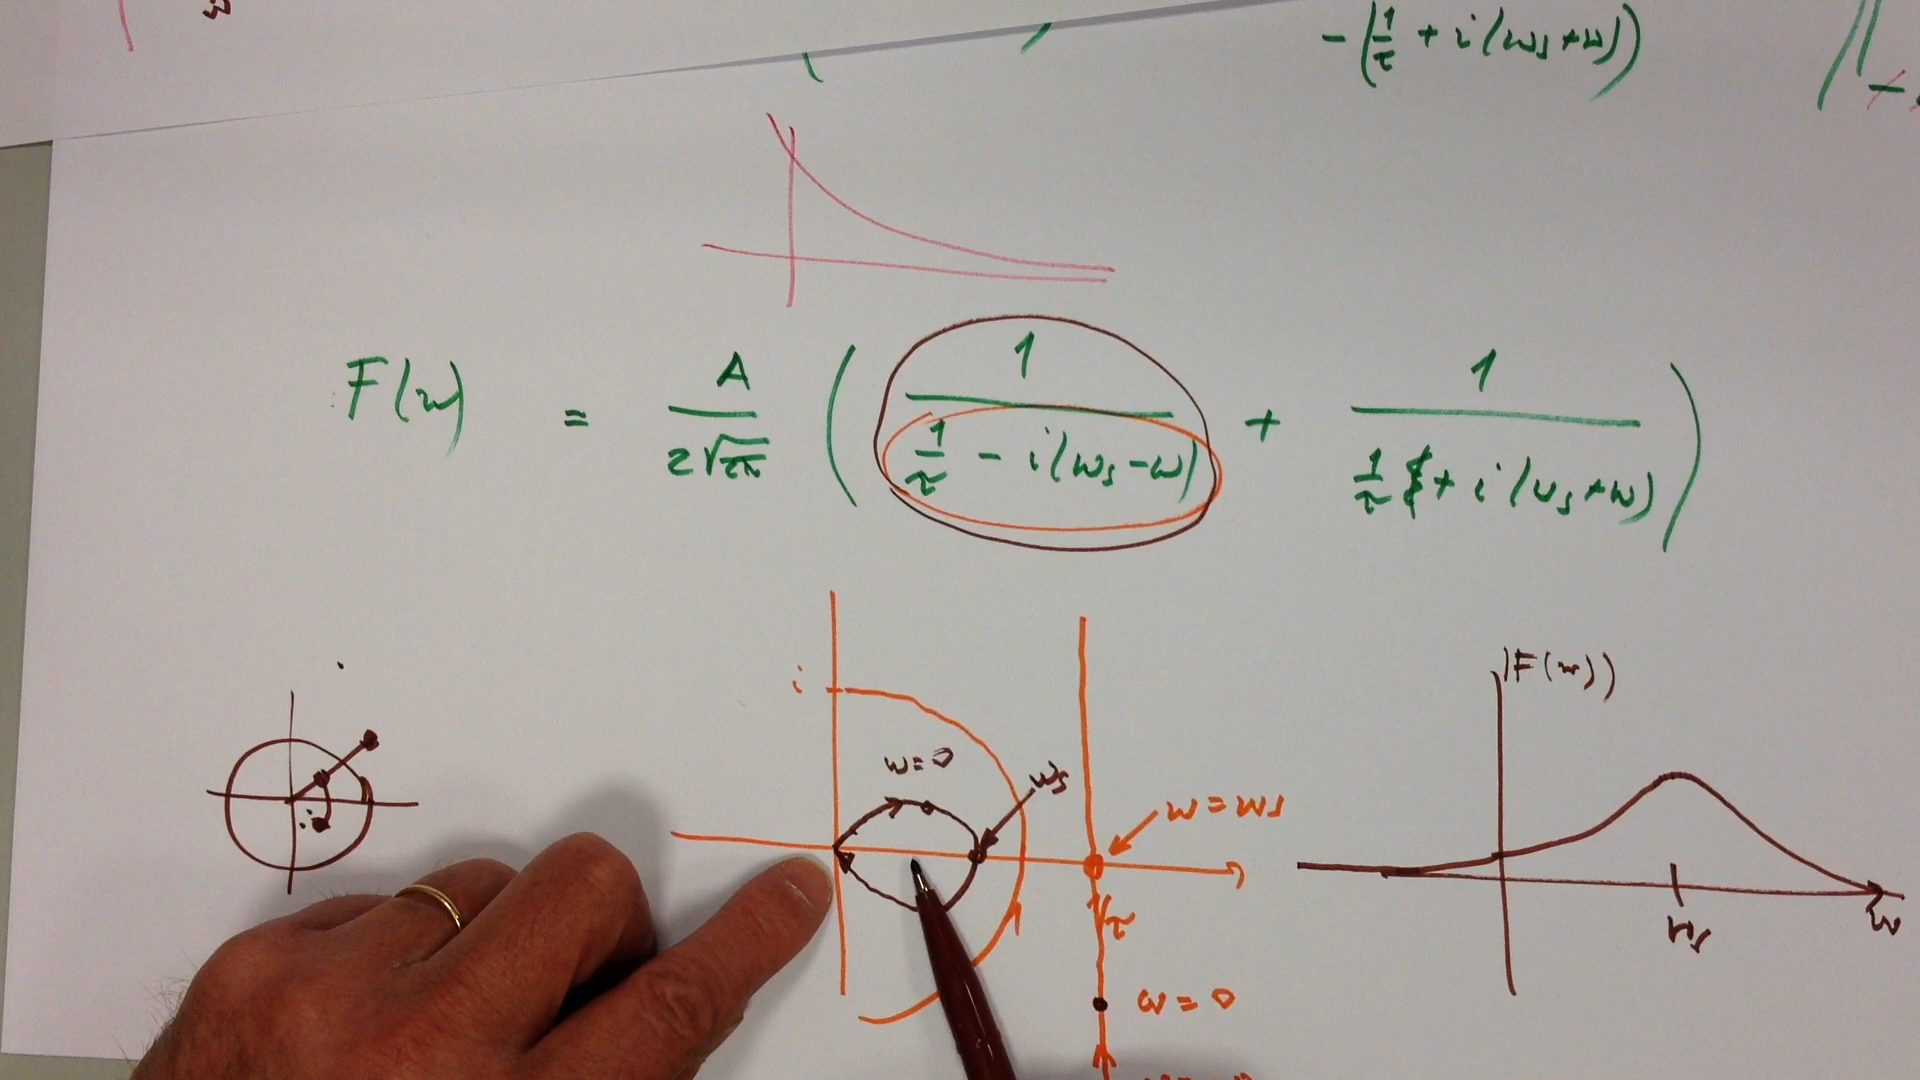 - (1/τ + i(ωs+ω))
F(ω) = A/(2√2π) ( 1/(1/τ - i(ωs-ω)) + 1/(1/τ + i(ωs+ω)) )
|F(ω))
i
ω=0
ωs
ω=ωs
1/τ
ωs
ω
ω=0